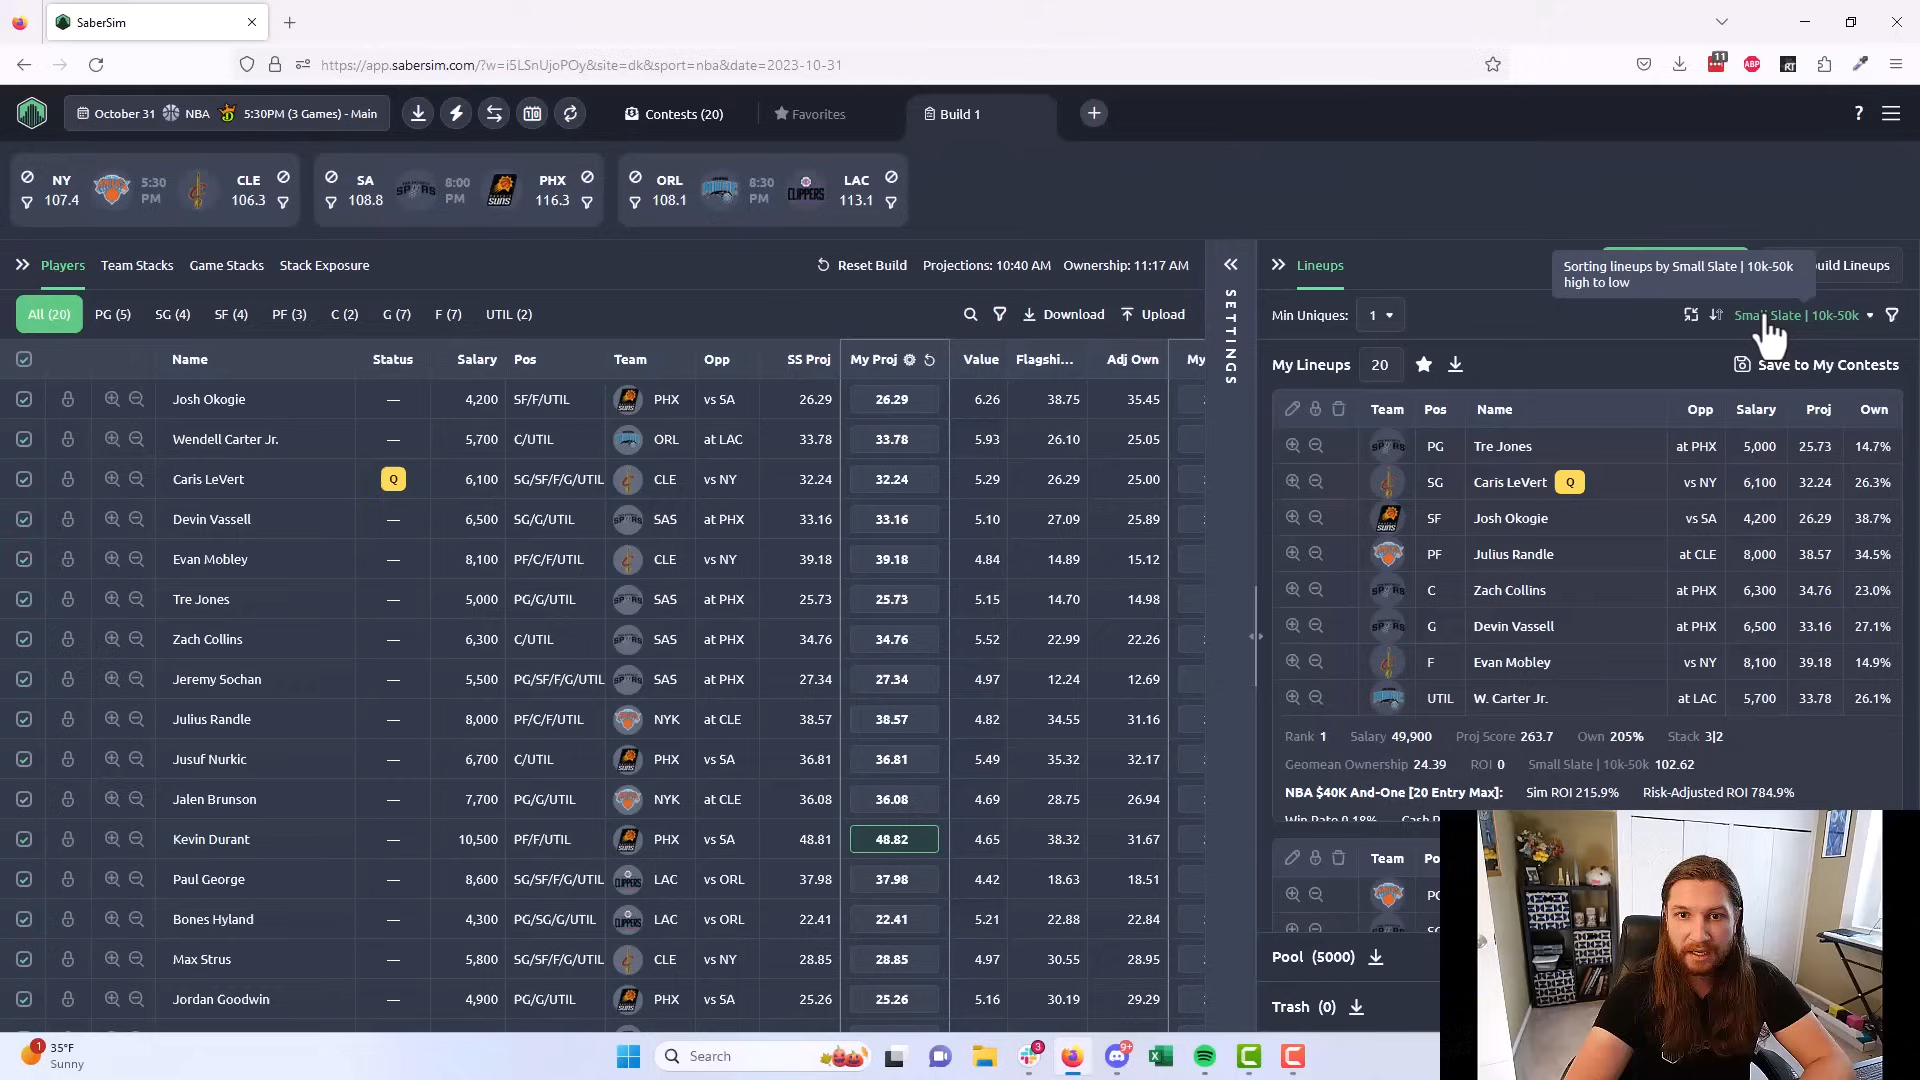 SaberSim
https://app.sabersim.com/?w=i5LSnUjoPOy&site=dk&sport=nba&date=2023-10-31
11
ABP
RT
October 31 NBA 5:30PM (3 Games) - Main
Contests (20)
Favorites
Build 1
?
NY 107.4 5:30 PM CLE 106.3
SA 108.8 8:00 PM PHX 116.3
ORL 108.1 8:30 PM LAC 113.1
Players Team Stacks Game Stacks Stack Exposure
Reset Build Projections: 10:40 AM Ownership: 11:17 AM
All (20) PG (5) SG (4) SF (4) PF (3) C (2) G (7) F (7) UTIL (2)
Download Upload
Name Status Salary Pos Team Opp SS Proj My Proj Value Flagshi... Adj Own My
Josh Okogie — 4,200 SF/F/UTIL PHX vs SA 26.29 26.29 6.26 38.75 35.45
Wendell Carter Jr. — 5,700 C/UTIL ORL at LAC 33.78 33.78 5.93 26.10 25.05
Caris LeVert Q 6,100 SG/SF/F/G/UTIL CLE vs NY 32.24 32.24 5.29 26.29 25.00
Devin Vassell — 6,500 SG/G/UTIL SAS at PHX 33.16 33.16 5.10 27.09 25.89
Evan Mobley — 8,100 PF/C/F/UTIL CLE vs NY 39.18 39.18 4.84 14.89 15.12
Tre Jones — 5,000 PG/G/UTIL SAS at PHX 25.73 25.73 5.15 14.70 14.98
Zach Collins — 6,300 C/UTIL SAS at PHX 34.76 34.76 5.52 22.99 22.26
Jeremy Sochan — 5,500 PG/SF/F/G/UTIL SAS at PHX 27.34 27.34 4.97 12.24 12.69
Julius Randle — 8,000 PF/C/F/UTIL NYK at CLE 38.57 38.57 4.82 34.55 31.16
Jusuf Nurkic — 6,700 C/UTIL PHX vs SA 36.81 36.81 5.49 35.32 32.17
Jalen Brunson — 7,700 PG/G/UTIL NYK at CLE 36.08 36.08 4.69 28.75 26.94
Kevin Durant — 10,500 PF/F/UTIL PHX vs SA 48.81 48.82 4.65 38.32 31.67
Paul George — 8,600 SG/SF/F/G/UTIL LAC vs ORL 37.98 37.98 4.42 18.63 18.51
Bones Hyland — 4,300 PG/SG/G/UTIL LAC vs ORL 22.41 22.41 5.21 22.88 22.84
Max Strus — 5,800 SG/SF/F/G/UTIL CLE vs NY 28.85 28.85 4.97 30.55 28.95
Jordan Goodwin — 4,900 PG/G/UTIL PHX vs SA 25.26 25.26 5.16 30.19 29.29
SETTINGS
Lineups
Sorting lineups by Small Slate | 10k-50k
high to low
uild Lineups
Min Uniques: 1
Small Slate | 10k-50k
My Lineups 20
Save to My Contests
Team Pos Name Opp Salary Proj Own
PG Tre Jones at PHX 5,000 25.73 14.7%
SG Caris LeVert Q vs NY 6,100 32.24 26.3%
SF Josh Okogie vs SA 4,200 26.29 38.7%
PF Julius Randle at CLE 8,000 38.57 34.5%
C Zach Collins at PHX 6,300 34.76 23.0%
G Devin Vassell at PHX 6,500 33.16 27.1%
F Evan Mobley vs NY 8,100 39.18 14.9%
UTIL W. Carter Jr. at LAC 5,700 33.78 26.1%
Rank 1 Salary 49,900 Proj Score 263.7 Own 205% Stack 3|2
Geomean Ownership 24.39 ROI 0 Small Slate | 10k-50k 102.62
NBA $40K And-One [20 Entry Max]: Sim ROI 215.9% Risk-Adjusted ROI 784.9%
Win Rate 0.18%
Team
Pool (5000)
Trash (0)
1
35°F
Sunny
Search
3
9+